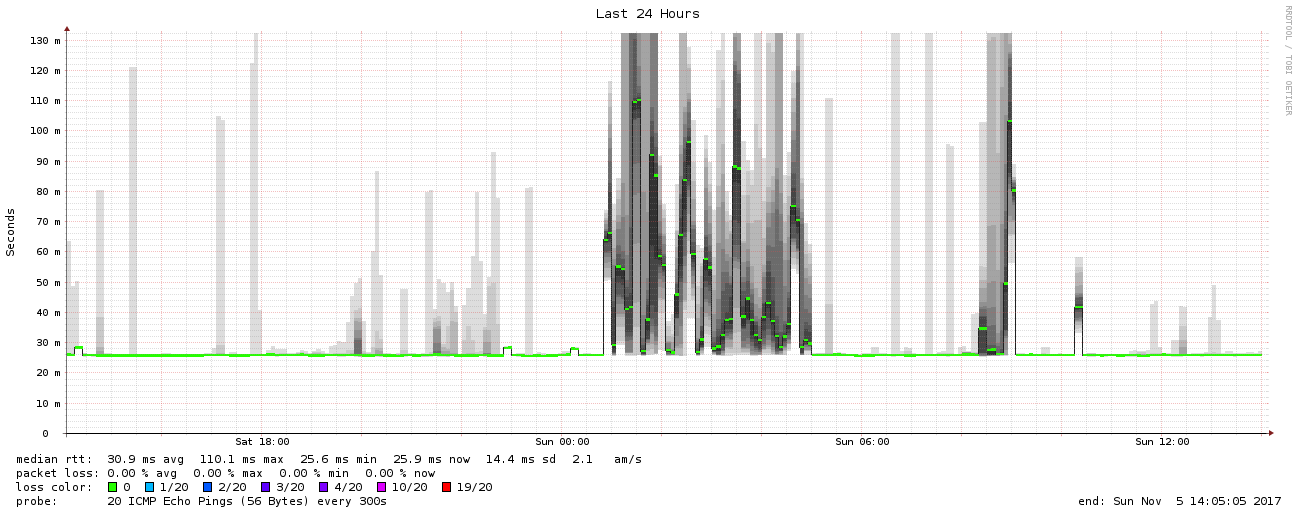 Last 24 Hours
RRDTOOL / TOBI OETIKER
Seconds
130 m
120 m
110 m
100 m
90 m
80 m
70 m
60 m
50 m
40 m
30 m
20 m
10 m
0
Sat 18:00 Sun 00:00 Sun 06:00 Sun 12:00
median rtt: 30.9 ms avg 110.1 ms max 25.6 ms min 25.9 ms now 14.4 ms sd 2.1 am/s
packet loss: 0.00 % avg 0.00 % max 0.00 % min 0.00 % now
loss color: 0 1/20 2/20 3/20 4/20 10/20 19/20
probe: 20 ICMP Echo Pings (56 Bytes) every 300s end: Sun Nov 5 14:05:05 2017